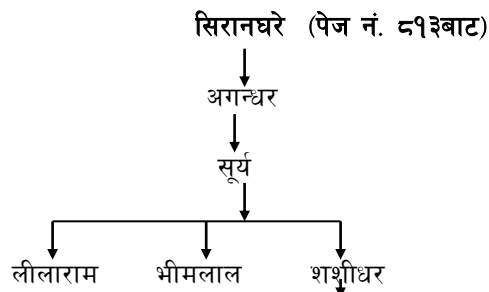 सिरानघरे (पेज नं. ८१३बाट)
अगन्धर
सूर्य
लीलाराम भीमलाल शशीधर